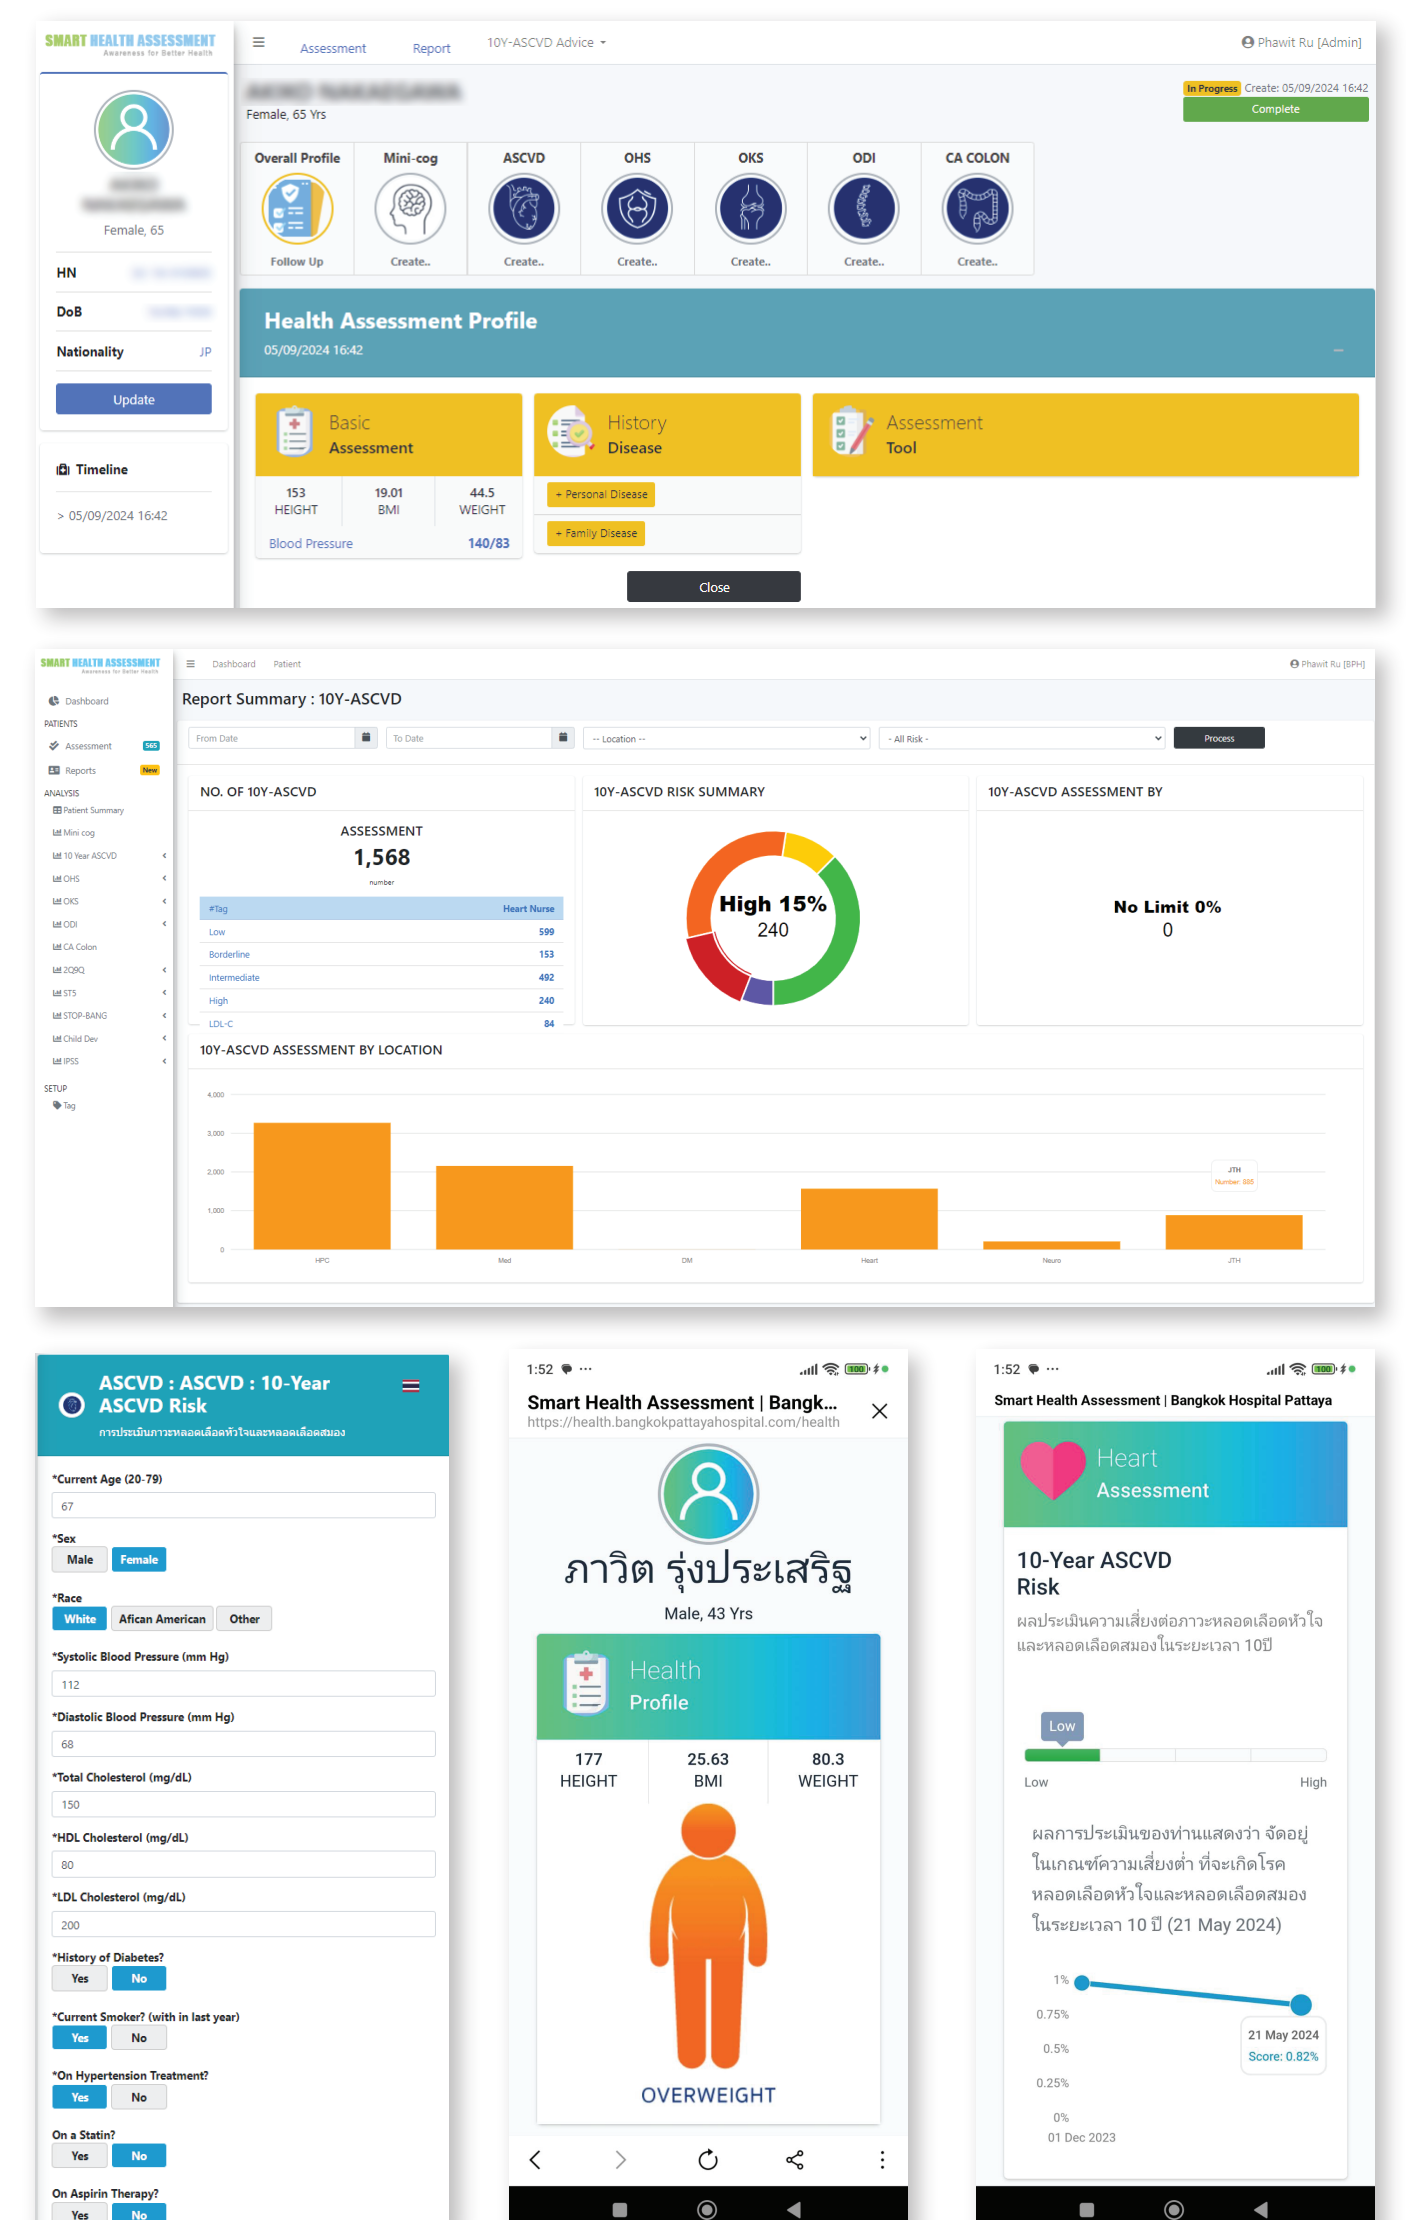 SMART HEALTH ASSESSMENT
Awareness for Better Health
Assessment Report 10Y-ASCVD Advice
Phawit Ru [Admin]
Female, 65 Yrs
In Progress Create: 05/09/2024 16:42
Complete
Female, 65
HN
DoB
Nationality JP
Update
Timeline
> 05/09/2024 16:42
Overall Profile Mini-cog ASCVD OHS OKS ODI CA COLON
Follow Up Create.. Create.. Create.. Create.. Create.. Create..
Health Assessment Profile
05/09/2024 16:42
Basic
Assessment
153 19.01 44.5
HEIGHT BMI WEIGHT
Blood Pressure 140/83
History
Disease
+ Personal Disease
+ Family Disease
Assessment
Tool
Close
SMART HEALTH ASSESSMENT
Awareness for Better Health
Dashboard Patient
Phawit Ru [BPH]
Dashboard
PATIENTS
Assessment 565
Reports New
ANALYSIS
Patient Summary
Mini cog
10 Year ASCVD
OHS
OKS
ODI
CA Colon
2Q9Q
ST5
STOP-BANG
Child Dev
IPSS
SETUP
Tag
Report Summary : 10Y-ASCVD
From Date To Date -- Location -- - All Risk - Process
NO. OF 10Y-ASCVD
ASSESSMENT
1,568
number
#Tag Heart Nurse
Low 599
Borderline 153
Intermediate 492
High 240
LDL-C 84
10Y-ASCVD RISK SUMMARY
High 15%
240
10Y-ASCVD ASSESSMENT BY
No Limit 0%
0
10Y-ASCVD ASSESSMENT BY LOCATION
4,000
3,000
2,000
1,000
0
JTH
Number: 885
HPC Med DM Heart Neuro JTH
ASCVD : ASCVD : 10-Year
ASCVD Risk
การประเมินภาวะหลอดเลือดหัวใจและหลอดเลือดสมอง
*Current Age (20-79)
67
*Sex
Male Female
*Race
White Afican American Other
*Systolic Blood Pressure (mm Hg)
112
*Diastolic Blood Pressure (mm Hg)
68
*Total Cholesterol (mg/dL)
150
*HDL Cholesterol (mg/dL)
80
*LDL Cholesterol (mg/dL)
200
*History of Diabetes?
Yes No
*Current Smoker? (with in last year)
Yes No
*On Hypertension Treatment?
Yes No
On a Statin?
Yes No
On Aspirin Therapy?
Yes No
1:52 100
Smart Health Assessment | Bangk...
https://health.bangkokpattayahospital.com/health
ภาวิต รุ่งประเสริฐ
Male, 43 Yrs
Health
Profile
177 25.63 80.3
HEIGHT BMI WEIGHT
OVERWEIGHT
1:52 100
Smart Health Assessment | Bangkok Hospital Pattaya
Heart
Assessment
10-Year ASCVD
Risk
ผลประเมินความเสี่ยงต่อภาวะหลอดเลือดหัวใจ
และหลอดเลือดสมองในระยะเวลา 10ปี
Low
Low High
ผลการประเมินของท่านแสดงว่า จัดอยู่
ในเกณฑ์ความเสี่ยงต่ำ ที่จะเกิดโรค
หลอดเลือดหัวใจและหลอดเลือดสมอง
ในระยะเวลา 10 ปี (21 May 2024)
1%
0.75%
0.5%
0.25%
0%
21 May 2024
Score: 0.82%
01 Dec 2023